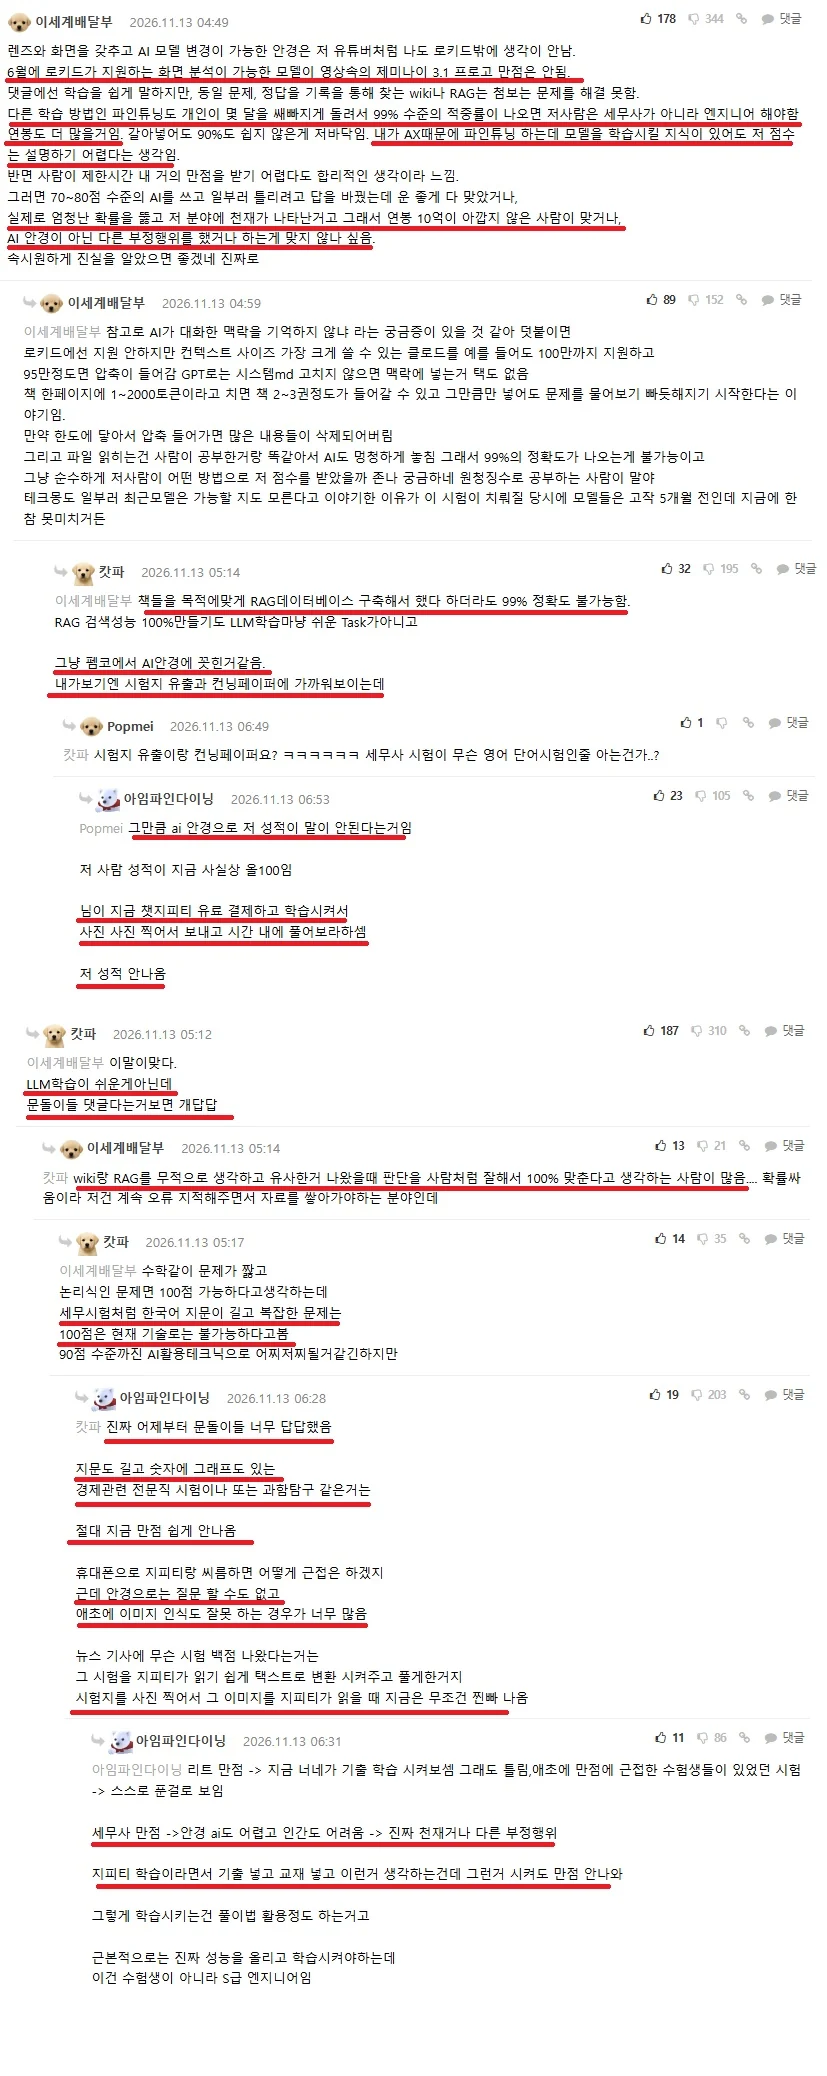 이세계배달부 2026.11.13 04:49 178 344 댓글
렌즈와 화면을 갖추고 AI 모델 변경이 가능한 안경은 저 유튜버처럼 나도 로키드밖에 생각이 안남.
6월에 로키드가 지원하는 화면 분석이 가능한 모델이 영상속의 제미나이 3.1 프로고 만점은 안됨.
댓글에선 학습을 쉽게 말하지만, 동일 문제, 정답을 기록을 통해 찾는 wiki나 RAG는 첨보는 문제를 해결 못함.
다른 학습 방법인 파인튜닝도 개인이 몇 달을 쌔빠지게 돌려서 99% 수준의 적중률이 나오면 저사람은 세무사가 아니라 엔지니어 해야함
연봉도 더 많을거임. 갈아넣어도 90%도 쉽지 않은게 저바닥임. 내가 AX때문에 파인튜닝 하는데 모델을 학습시킬 지식이 있어도 저 점수
는 설명하기 어렵다는 생각임.
반면 사람이 제한시간 내 거의 만점을 받기 어렵다도 합리적인 생각이라 느낌.
그러면 70~80점 수준의 AI를 쓰고 일부러 틀리려고 답을 바꿨는데 운 좋게 다 맞았거나,
실제로 엄청난 확률을 뚫고 저 분야에 천재가 나타난거고 그래서 연봉 10억이 아깝지 않은 사람이 맞거나,
AI 안경이 아닌 다른 부정행위를 했거나 하는게 맞지 않나 싶음.
속시원하게 진실을 알았으면 좋겠네 진짜로
이세계배달부 2026.11.13 04:59 89 152 댓글
이세계배달부 참고로 AI가 대화한 맥락을 기억하지 않냐 라는 궁금증이 있을 것 같아 덧붙이면
로키드에선 지원 안하지만 컨텍스트 사이즈 가장 크게 쓸 수 있는 클로드를 예를 들어도 100만까지 지원하고
95만정도면 압축이 들어감 GPT로는 시스템md 고치지 않으면 맥락에 넣는거 택도 없음
책 한페이지에 1~2000토큰이라고 치면 책 2~3권정도가 들어갈 수 있고 그만큼만 넣어도 문제를 물어보기 빠듯해지기 시작한다는 이
야기임.
만약 한도에 닿아서 압축 들어가면 많은 내용들이 삭제되어버림
그리고 파일 읽히는건 사람이 공부한거랑 똑같아서 AI도 멍청하게 놓침 그래서 99%의 정확도가 나오는게 불가능이고
그냥 순수하게 저사람이 어떤 방법으로 저 점수를 받았을까 존나 궁금하네 원청징수로 공부하는 사람이 말야
테크몽도 일부러 최근모델은 가능할 지도 모른다고 이야기한 이유가 이 시험이 치뤄질 당시에 모델들은 고작 5개월 전인데 지금에 한
참 못미치거든
캇파 2026.11.13 05:14 32 195 댓글
이세계배달부 책들을 목적에맞게 RAG데이터베이스 구축해서 했다 하더라도 99% 정확도 불가능함.
RAG 검색성능 100%만들기도 LLM학습마냥 쉬운 Task가아니고
그냥 펨코에서 AI안경에 꽂힌거같음.
내가보기엔 시험지 유출과 컨닝페이퍼에 가까워보이는데
Popmei 2026.11.13 06:49 1 댓글
캇파 시험지 유출이랑 컨닝페이퍼요? ㅋㅋㅋㅋㅋㅋ 세무사 시험이 무슨 영어 단어시험인줄 아는건가..?
아임파인다이닝 2026.11.13 06:53 23 105 댓글
Popmei 그만큼 ai 안경으로 저 성적이 말이 안된다는거임
저 사람 성적이 지금 사실상 올100임
님이 지금 챗지피티 유료 결제하고 학습시켜서
사진 사진 찍어서 보내고 시간 내에 풀어보라하셈
저 성적 안나옴
캇파 2026.11.13 05:12 187 310 댓글
이세계배달부 이말이맞다.
LLM학습이 쉬운게아닌데
문돌이들 댓글다는거보면 개답답
이세계배달부 2026.11.13 05:14 13 21 댓글
캇파 wiki랑 RAG를 무적으로 생각하고 유사한거 나왔을때 판단을 사람처럼 잘해서 100% 맞춘다고 생각하는 사람이 많음.... 확률싸
움이라 저건 계속 오류 지적해주면서 자료를 쌓아가야하는 분야인데
캇파 2026.11.13 05:17 14 35 댓글
이세계배달부 수학같이 문제가 짧고
논리식인 문제면 100점 가능하다고생각하는데
세무시험처럼 한국어 지문이 길고 복잡한 문제는
100점은 현재 기술로는 불가능하다고봄
90점 수준까진 AI활용테크닉으로 어찌저찌될거같긴하지만
아임파인다이닝 2026.11.13 06:28 19 203 댓글
캇파 진짜 어제부터 문돌이들 너무 답답했음
지문도 길고 숫자에 그래프도 있는
경제관련 전문직 시험이나 또는 과함탐구 같은거는
절대 지금 만점 쉽게 안나옴
휴대폰으로 지피티랑 씨름하면 어떻게 근접은 하겠지
근데 안경으로는 질문 할 수도 없고
애초에 이미지 인식도 잘못 하는 경우가 너무 많음
뉴스 기사에 무슨 시험 백점 나왔다는거는
그 시험을 지피티가 읽기 쉽게 택스트로 변환 시켜주고 풀게한거지
시험지를 사진 찍어서 그 이미지를 지피티가 읽을 때 지금은 무조건 찐빠 나옴
아임파인다이닝 2026.11.13 06:31 11 86 댓글
아임파인다이닝 리트 만점 -> 지금 너네가 기출 학습 시켜보셈 그래도 틀림,애초에 만점에 근접한 수험생들이 있었던 시험
-> 스스로 푼걸로 보임
세무사 만점 ->안경 ai도 어렵고 인간도 어려움 -> 진짜 천재거나 다른 부정행위
지피티 학습이라면서 기출 넣고 교재 넣고 이런거 생각하는건데 그런거 시켜도 만점 안나와
그렇게 학습시키는건 풀이법 활용정도 하는거고
근본적으로는 진짜 성능을 올리고 학습시켜야하는데
이건 수험생이 아니라 S급 엔지니어임